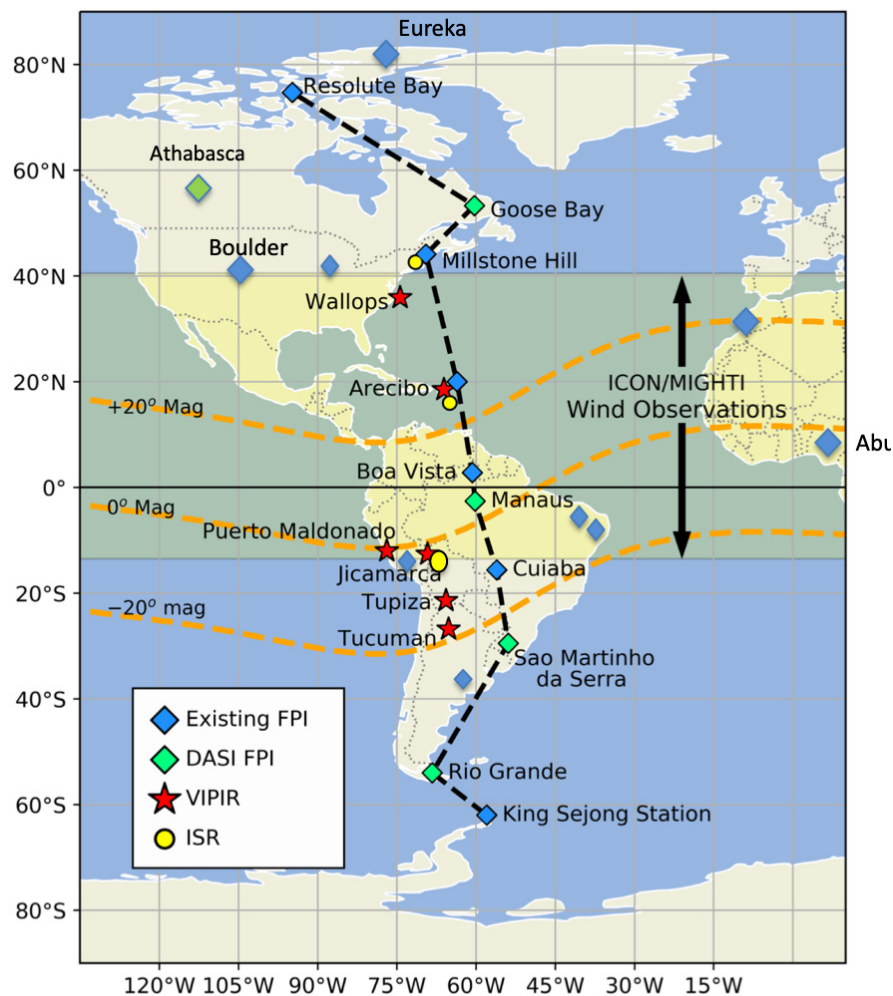 Eureka
80°N
Resolute Bay
60°N
Athabasca
Goose Bay
Boulder
Millstone Hill
40°N
Wallops
ICON/MIGHTI
Wind Observations
20°N
Arecibo
+20° Mag
Abu
Boa Vista
0°
Manaus
0° Mag
Puerto Maldonado
Jicamarca
Cuiaba
20°S
Tupiza
−20° mag
Tucuman
Sao Martinho
da Serra
40°S
Existing FPI
DASI FPI
VIPIR
ISR
Rio Grande
60°S
King Sejong Station
80°S
120°W 105°W 90°W 75°W 60°W 45°W 30°W 15°W